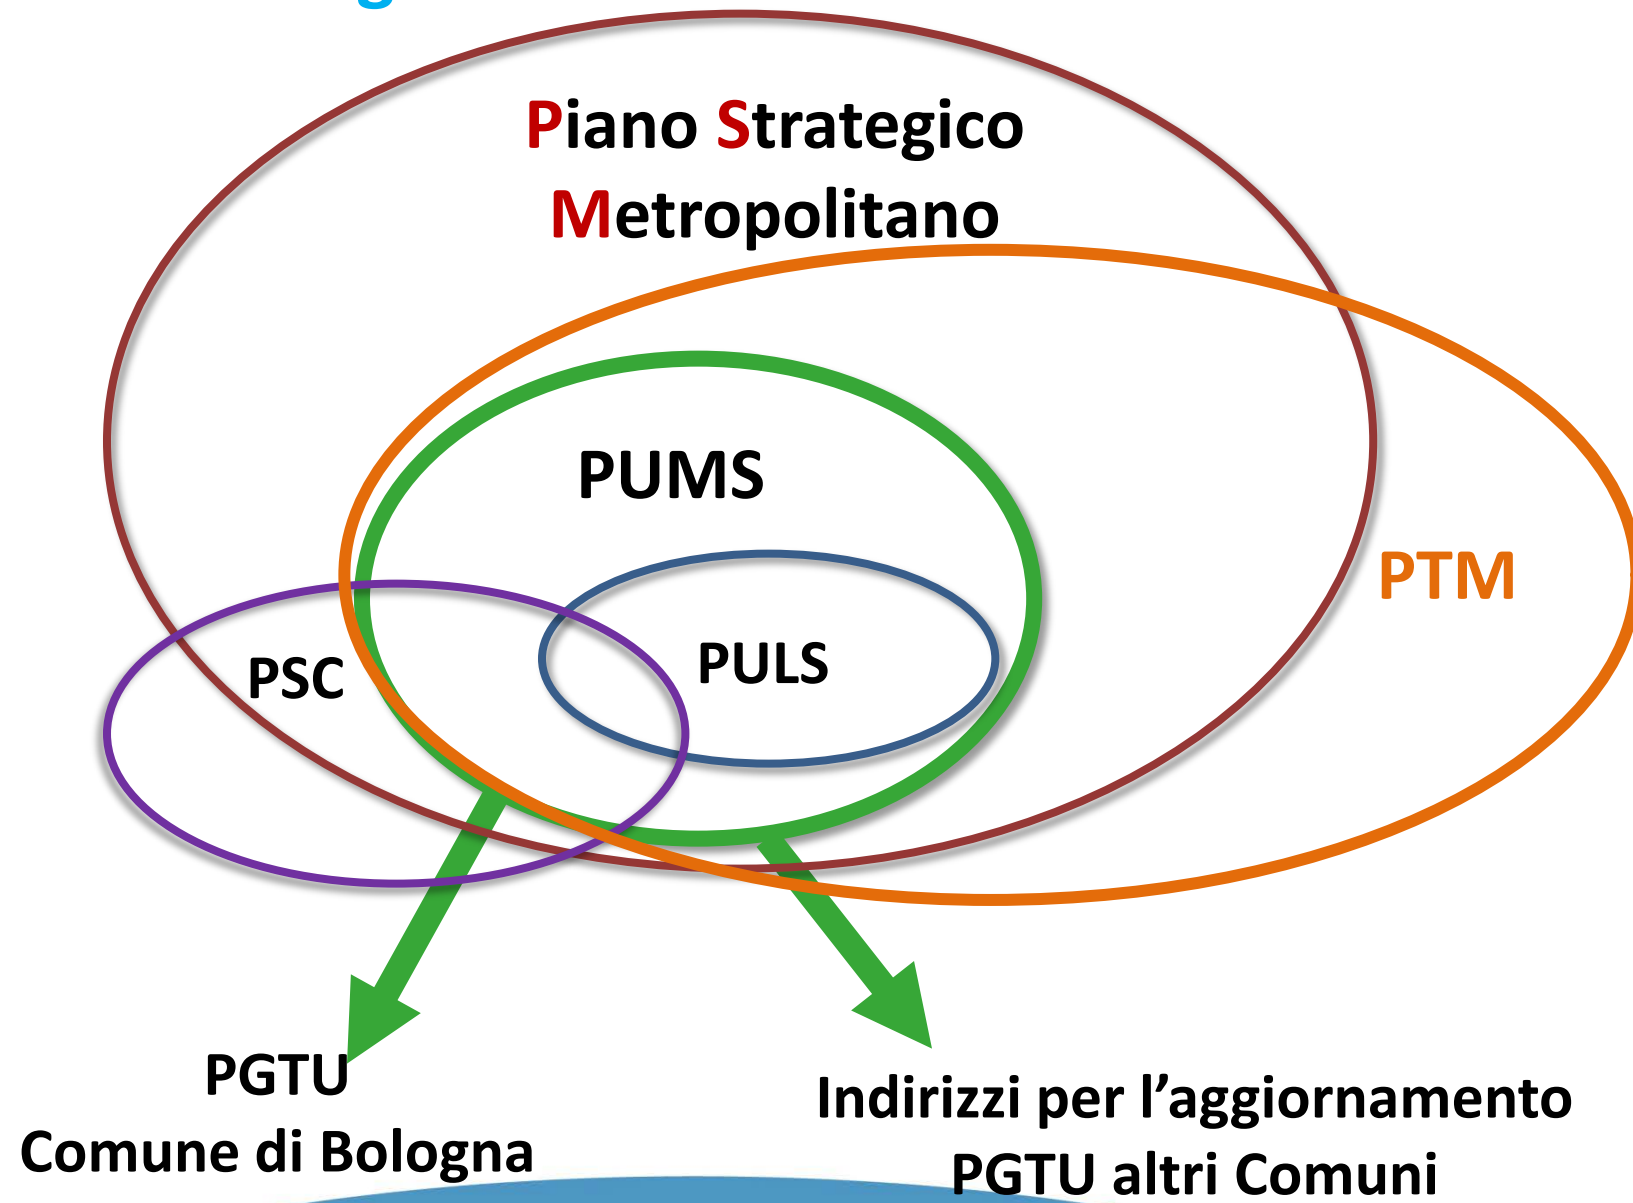 Piano Strategico
Metropolitano
PUMS
PTM
PSC
PULS
PGTU
Comune di Bologna
Indirizzi per l’aggiornamento
PGTU altri Comuni